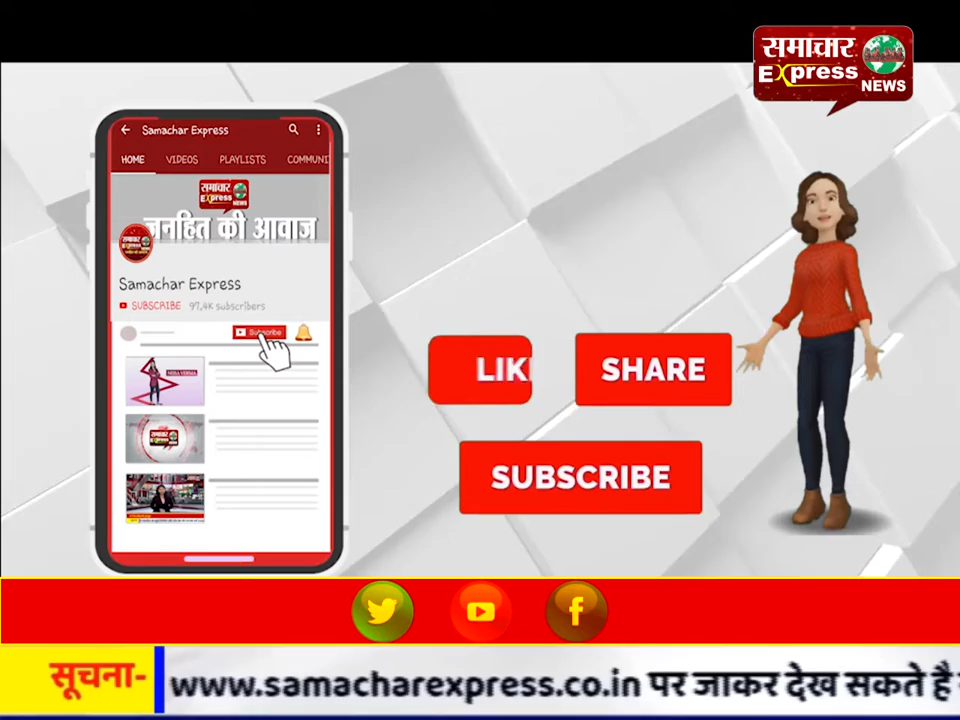 समाचार
Express
NEWS
Samachar Express
HOME VIDEOS PLAYLISTS COMMUNI
समाचार
Express
NEWS
जनहित की आवाज
Samachar Express
SUBSCRIBE 97.4K subscribers
Subscribe
LIK
SHARE
SUBSCRIBE
सूचना- www.samacharexpress.co.in पर जाकर देख सकते है